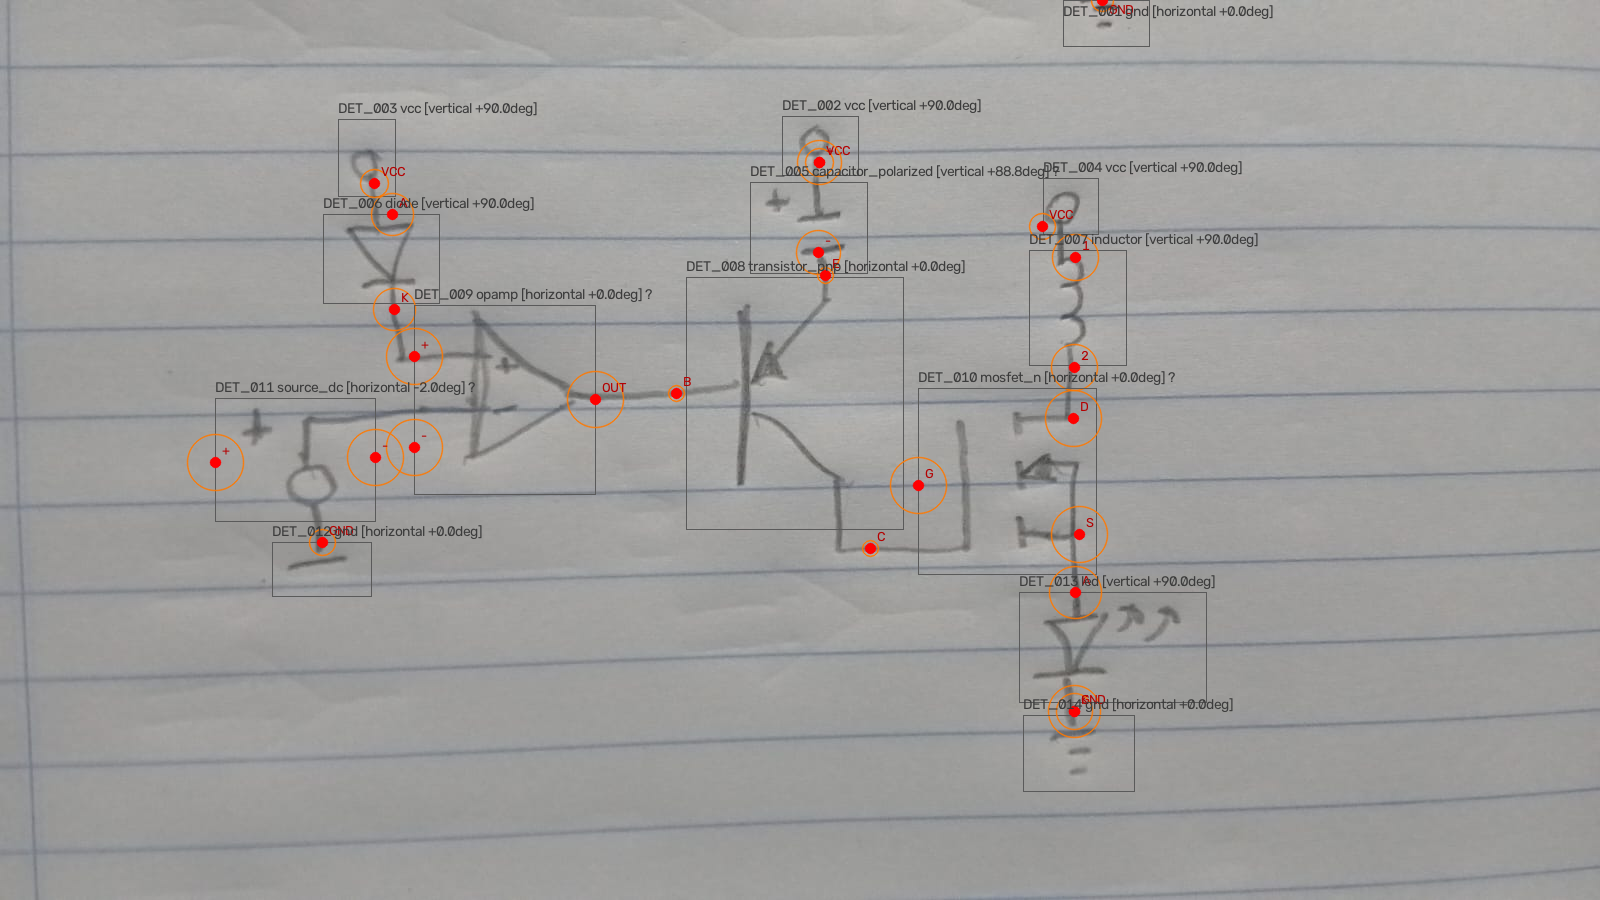 DET_001 gnd [horizontal +0.0deg]
GND
DET_003 vcc [vertical +90.0deg]
DET_002 vcc [vertical +90.0deg]
VCC
VCC
DET_005 capacitor_polarized [vertical +88.8deg] ?
DET_004 vcc [vertical +90.0deg]
+
DET_006 diode [vertical +90.0deg]
A
VCC
-
DET_007 inductor [vertical +90.0deg]
1
DET_008 transistor_pnp [horizontal +0.0deg]
E
K
DET_009 opamp [horizontal +0.0deg] ?
+
+
2
DET_010 mosfet_n [horizontal +0.0deg] ?
DET_011 source_dc [horizontal -2.0deg] ?
OUT
B
D
+
-
+
-
-
G
S
DET_012 gnd [horizontal +0.0deg]
GND
C
DET_013 led [vertical +90.0deg]
A
GND
DET_014 gnd [horizontal +0.0deg]